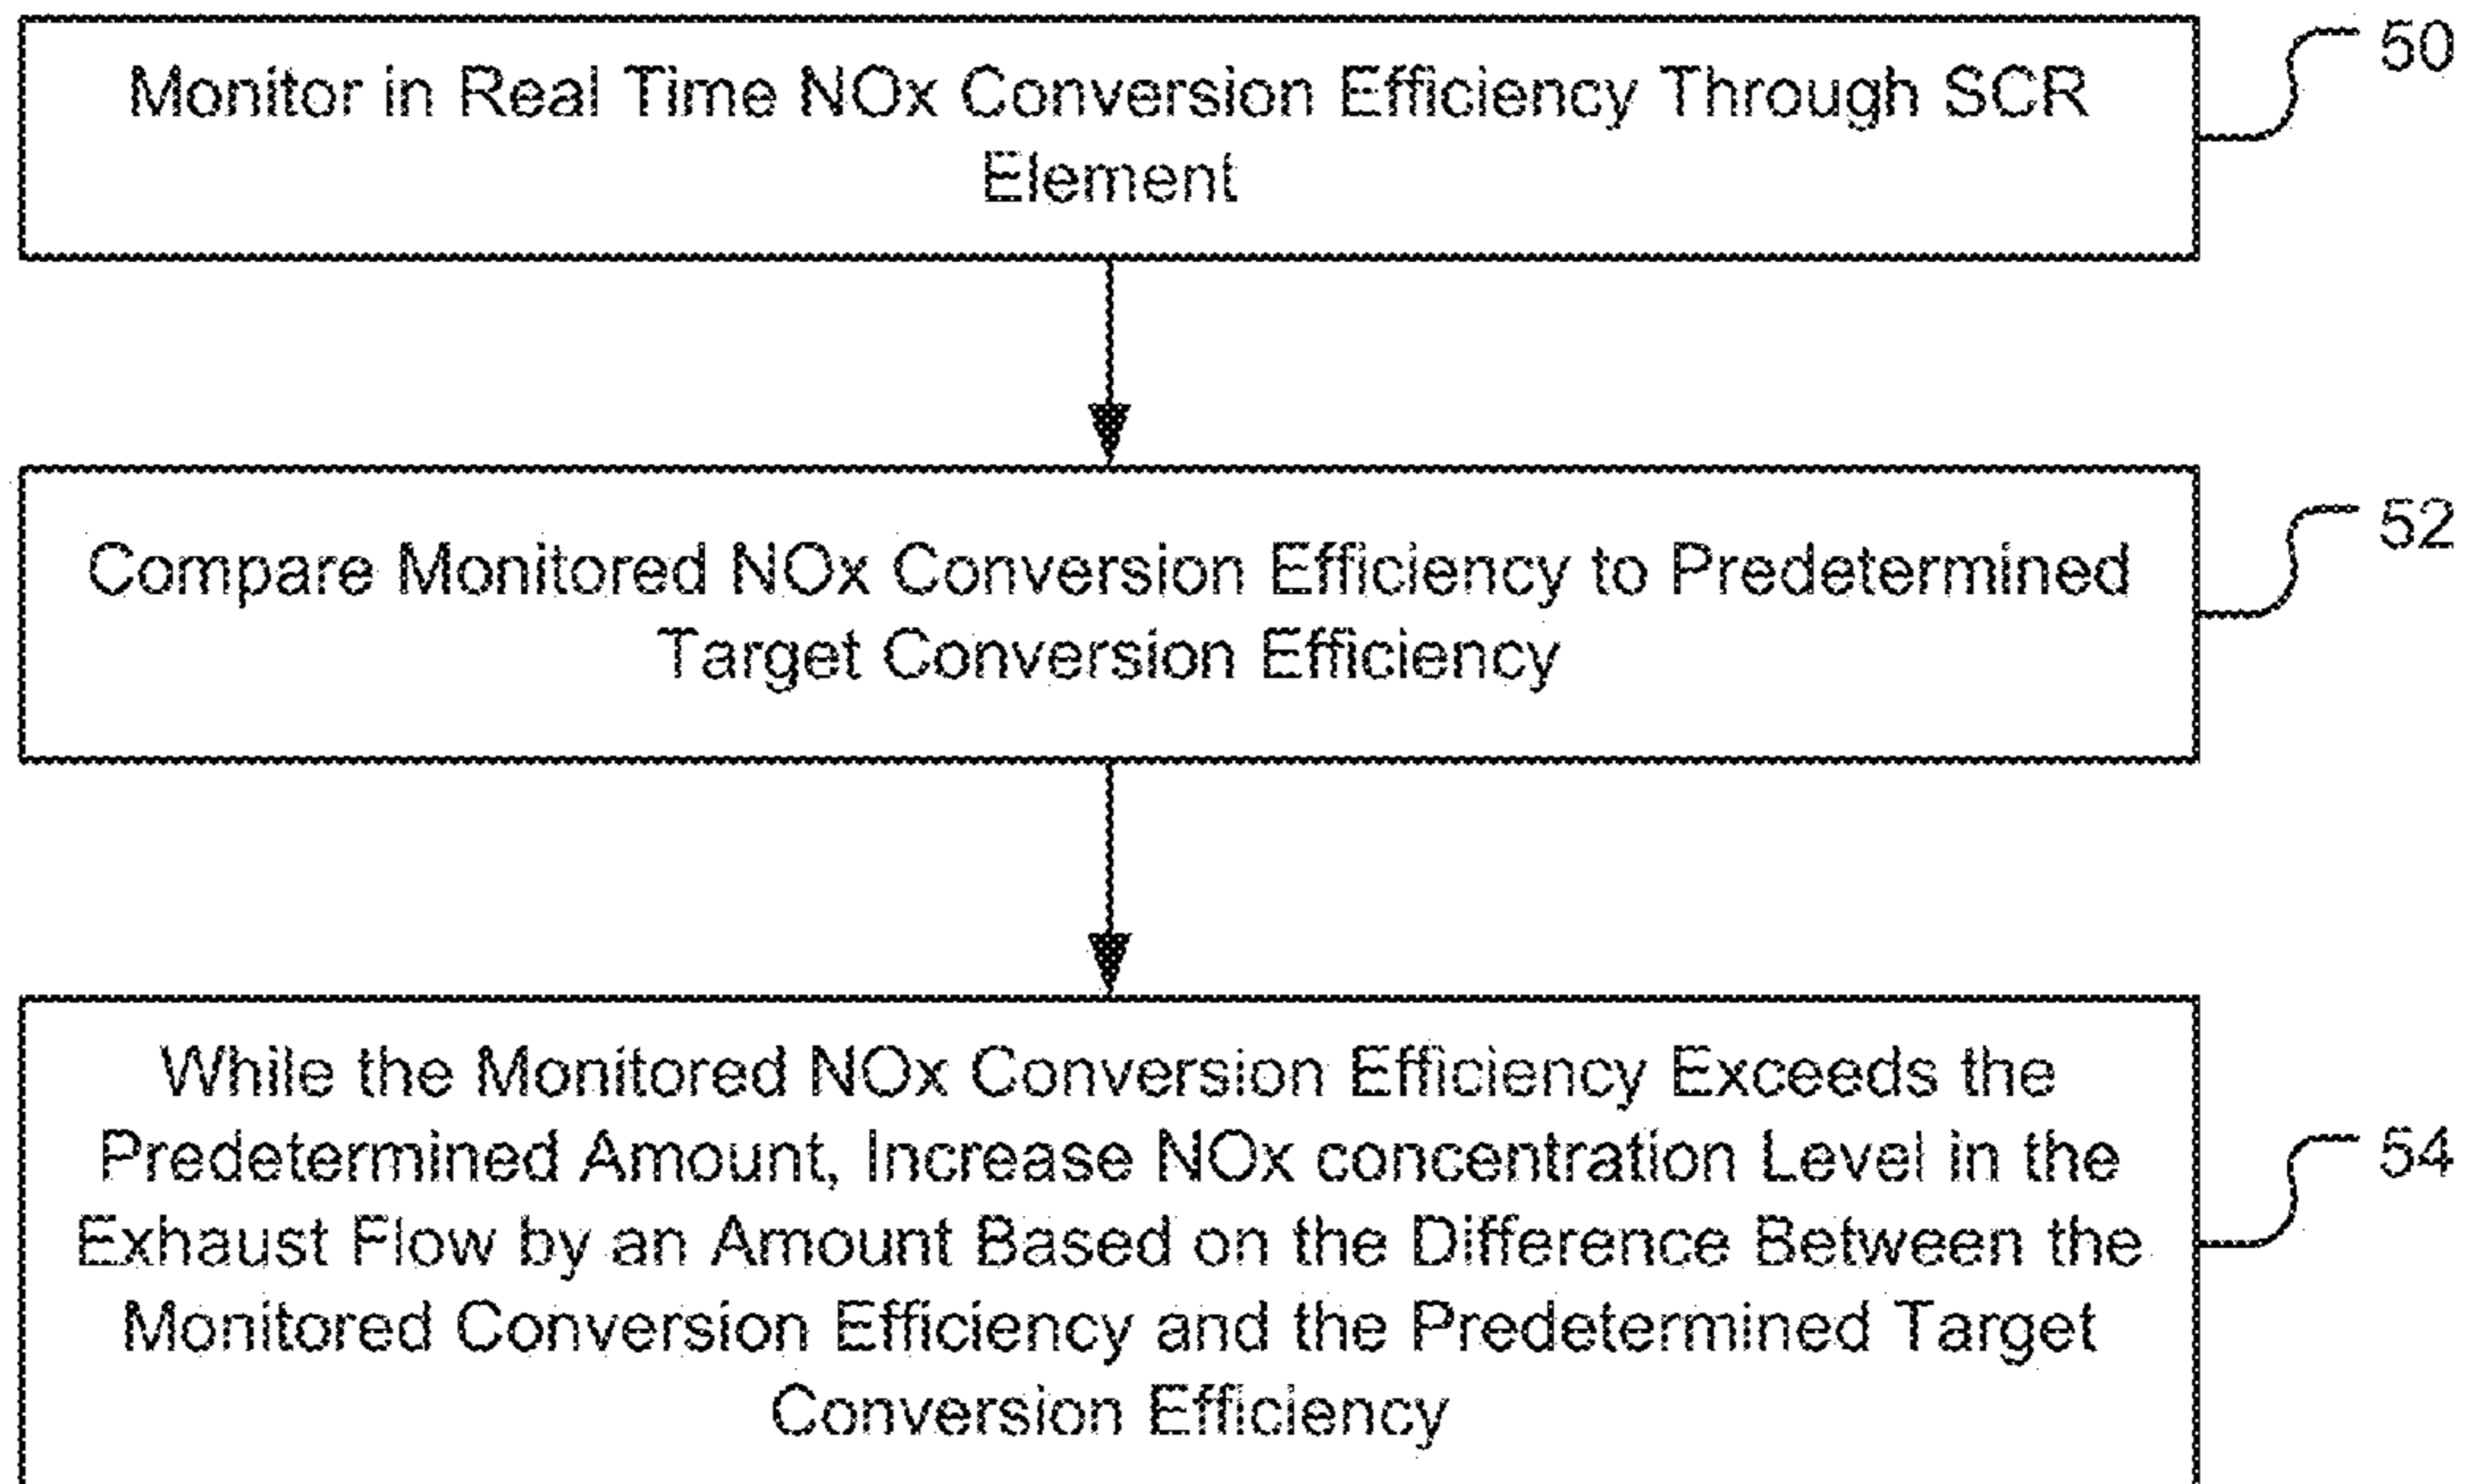 Monitor in Real Time NOx Conversion Efficiency Through SCR
Element
50
Compare Monitored NOx Conversion Efficiency to Predetermined
Target Conversion Efficiency
52
While the Monitored NOx Conversion Efficiency Exceeds the
Predetermined Amount, Increase NOx concentration Level in the
Exhaust Flow by an Amount Based on the Difference Between the
Monitored Conversion Efficiency and the Predetermined Target
Conversion Efficiency
54